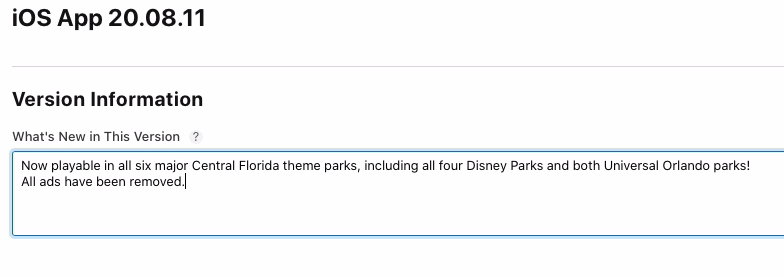 iOS App 20.08.11
Version Information
What's New in This Version ?
Now playable in all six major Central Florida theme parks, including all four Disney Parks and both Universal Orlando parks!
All ads have been removed.